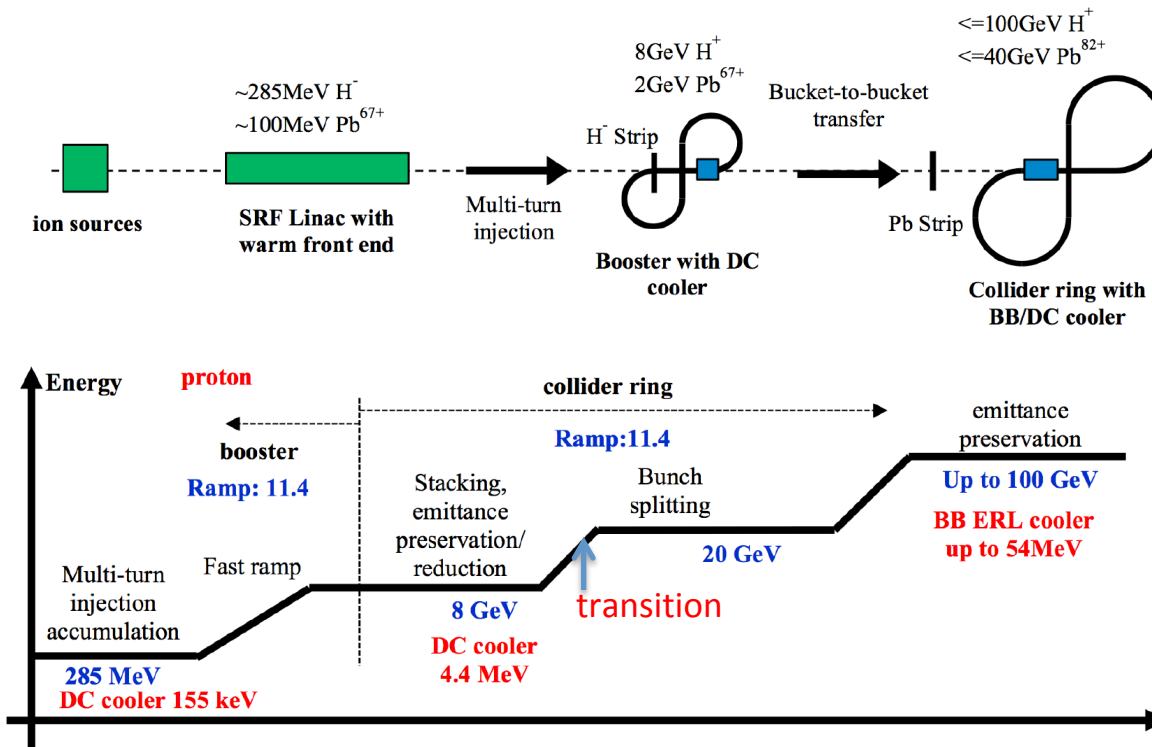 <=100GeV H+
<=40GeV Pb82+
8GeV H+
2GeV Pb67+
~285MeV H-
~100MeV Pb67+
Bucket-to-bucket
transfer
H- Strip
ion sources
SRF Linac with
warm front end
Multi-turn
injection
Booster with DC
cooler
Pb Strip
Collider ring with
BB/DC cooler
Energy
proton
collider ring
booster
Ramp: 11.4
Ramp:11.4
emittance
preservation
Up to 100 GeV
BB ERL cooler
up to 54MeV
Stacking,
emittance
preservation/
reduction
Bunch
splitting
20 GeV
Fast ramp
8 GeV
DC cooler
4.4 MeV
transition
Multi-turn
injection
accumulation
285 MeV
DC cooler 155 keV